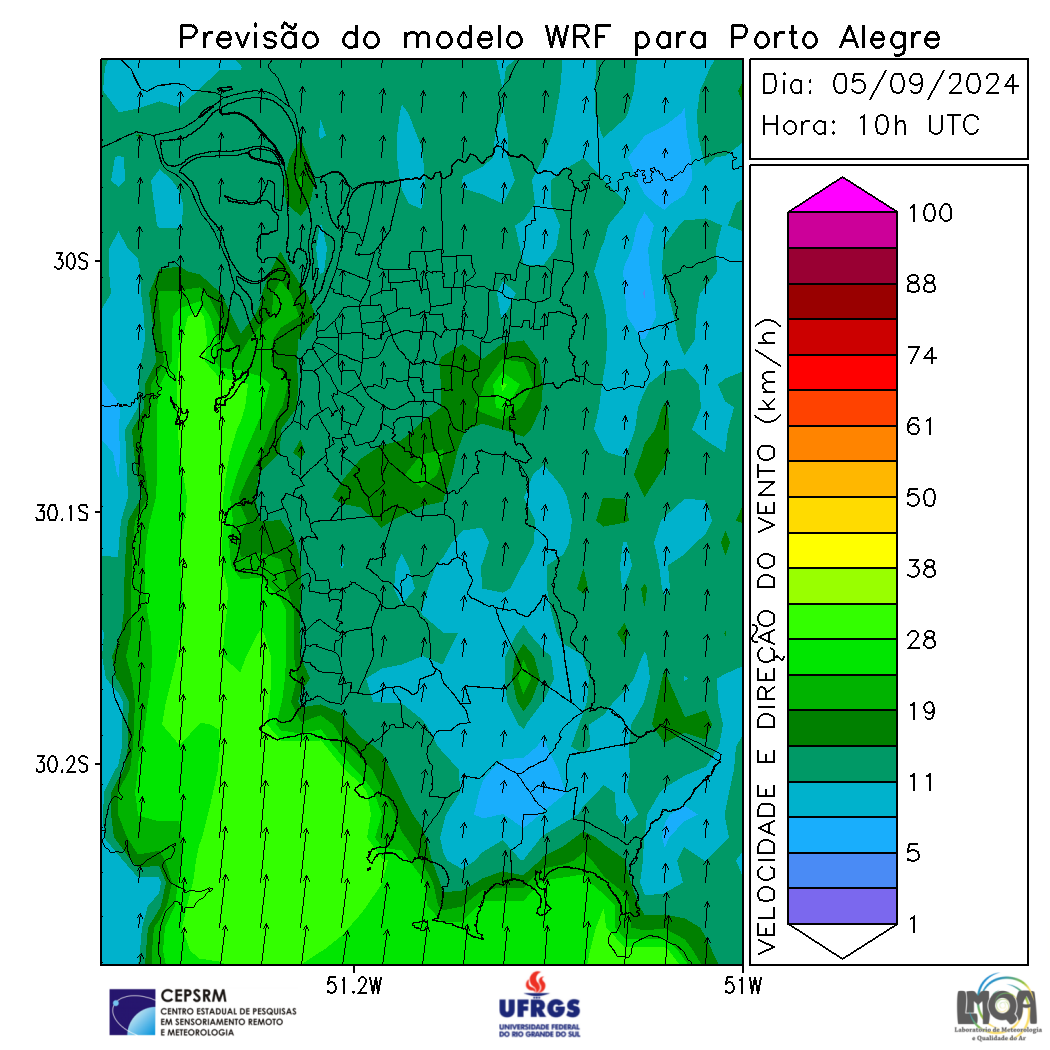 Previsão do modelo WRF para Porto Alegre
Dia: 05/09/2024
Hora: 10h UTC
30S
30.1S
30.2S
51.2W
51W
VELOCIDADE E DIREÇÃO DO VENTO (km/h)
100
88
74
61
50
38
28
19
11
5
1
CEPSRM
CENTRO ESTADUAL DE PESQUISAS
EM SENSORIAMENTO REMOTO
E METEOROLOGIA
UFRGS
UNIVERSIDADE FEDERAL
DO RIO GRANDE DO SUL
LMQA
Laboratório de Meteorologia
e Qualidade do Ar